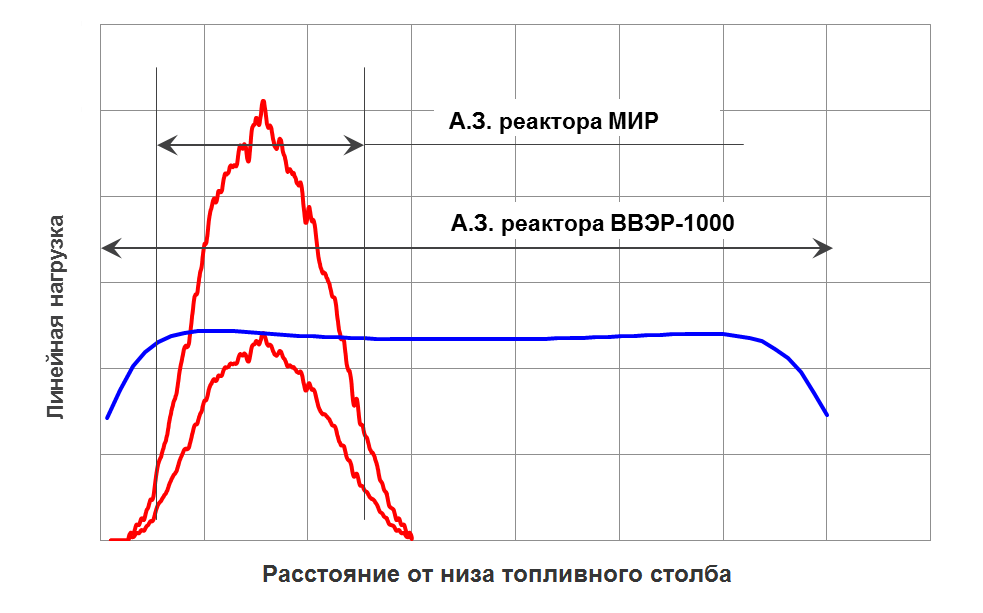 А.З. реактора МИР
А.З. реактора ВВЭР-1000
Линейная нагрузка
Расстояние от низа топливного столба